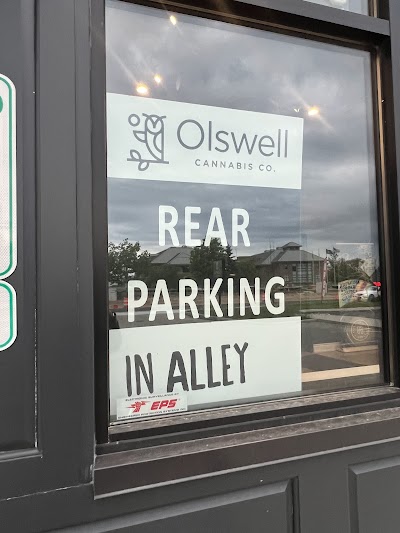 Olswell
CANNABIS CO.
REAR
PARKING
IN ALLEY
EPS